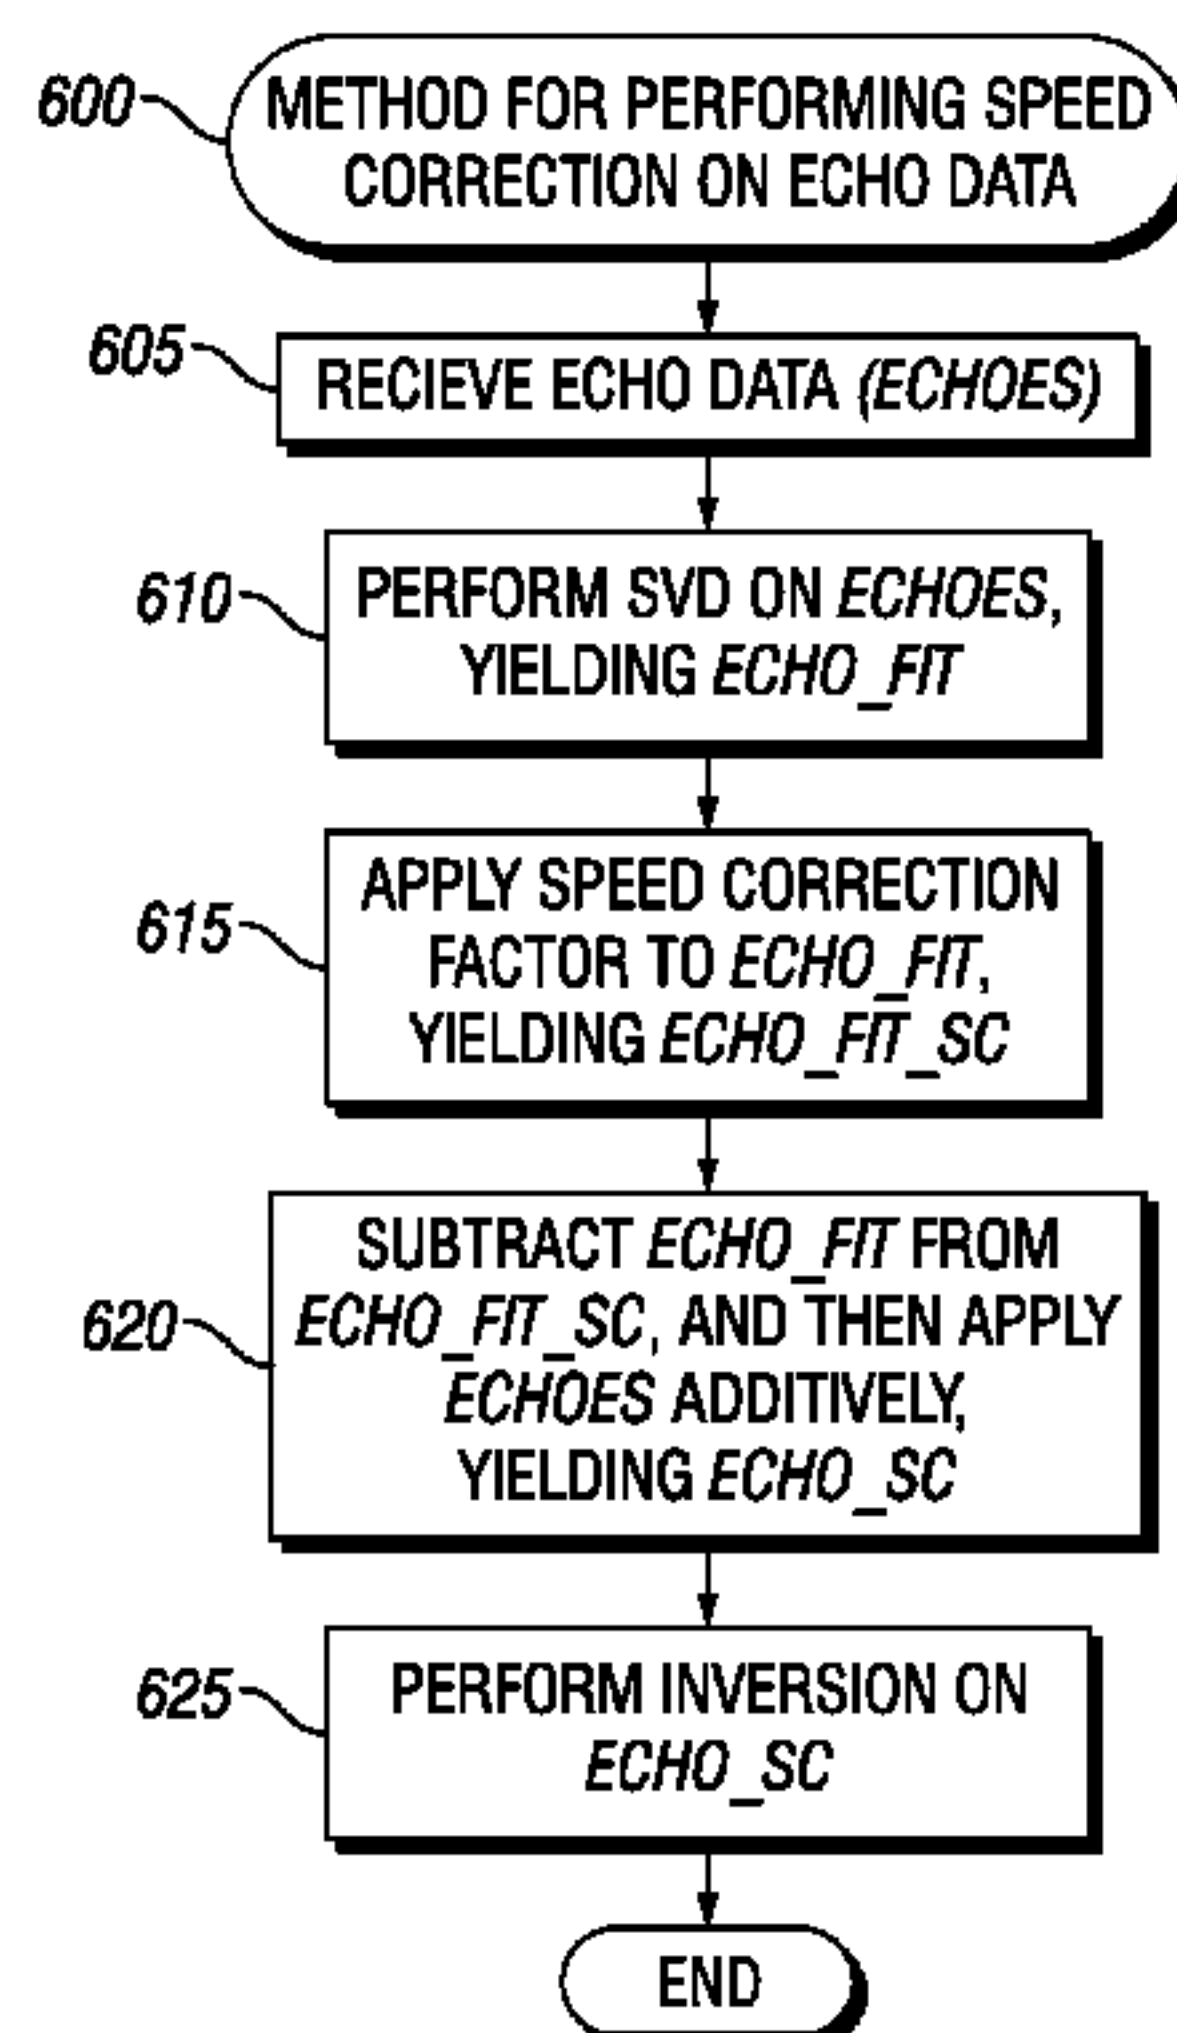 600
METHOD FOR PERFORMING SPEED
CORRECTION ON ECHO DATA
605
RECIEVE ECHO DATA (ECHOES)
610
PERFORM SVD ON ECHOES,
YIELDING ECHO_FIT
615
APPLY SPEED CORRECTION
FACTOR TO ECHO_FIT,
YIELDING ECHO_FIT_SC
620
SUBTRACT ECHO_FIT FROM
ECHO_FIT_SC, AND THEN APPLY
ECHOES ADDITIVELY,
YIELDING ECHO_SC
625
PERFORM INVERSION ON
ECHO_SC
END